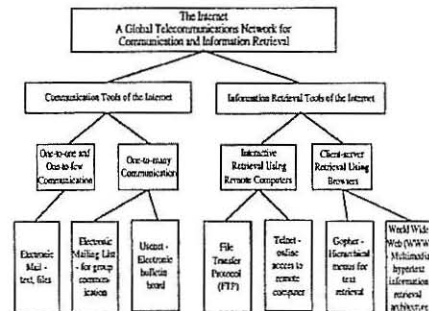 The Internet
A Global Telecommunications Network for
Communication and Information Retrieval
Communication Tools of the Internet
Information Retrieval Tools of the Internet
One-to-one and
One-to-few
Communication
One-to-many
Communication
Interactive
Retrieval Using
Remote Computers
Client-server
Retrieval Using
Browsers
Electronic
Mail -
text, files
Electronic
Mailing List
- for group
commun-
ication
Usenet -
Electronic
bulletin
board
File
Transfer
Protocol
(FTP)
Telnet -
online
access to
remote
computer
Gopher -
Hierarchical
menus for
text
retrieval
World Wide
Web (WWW)
- Multimedia
hypertext
information
retrieval
architecture